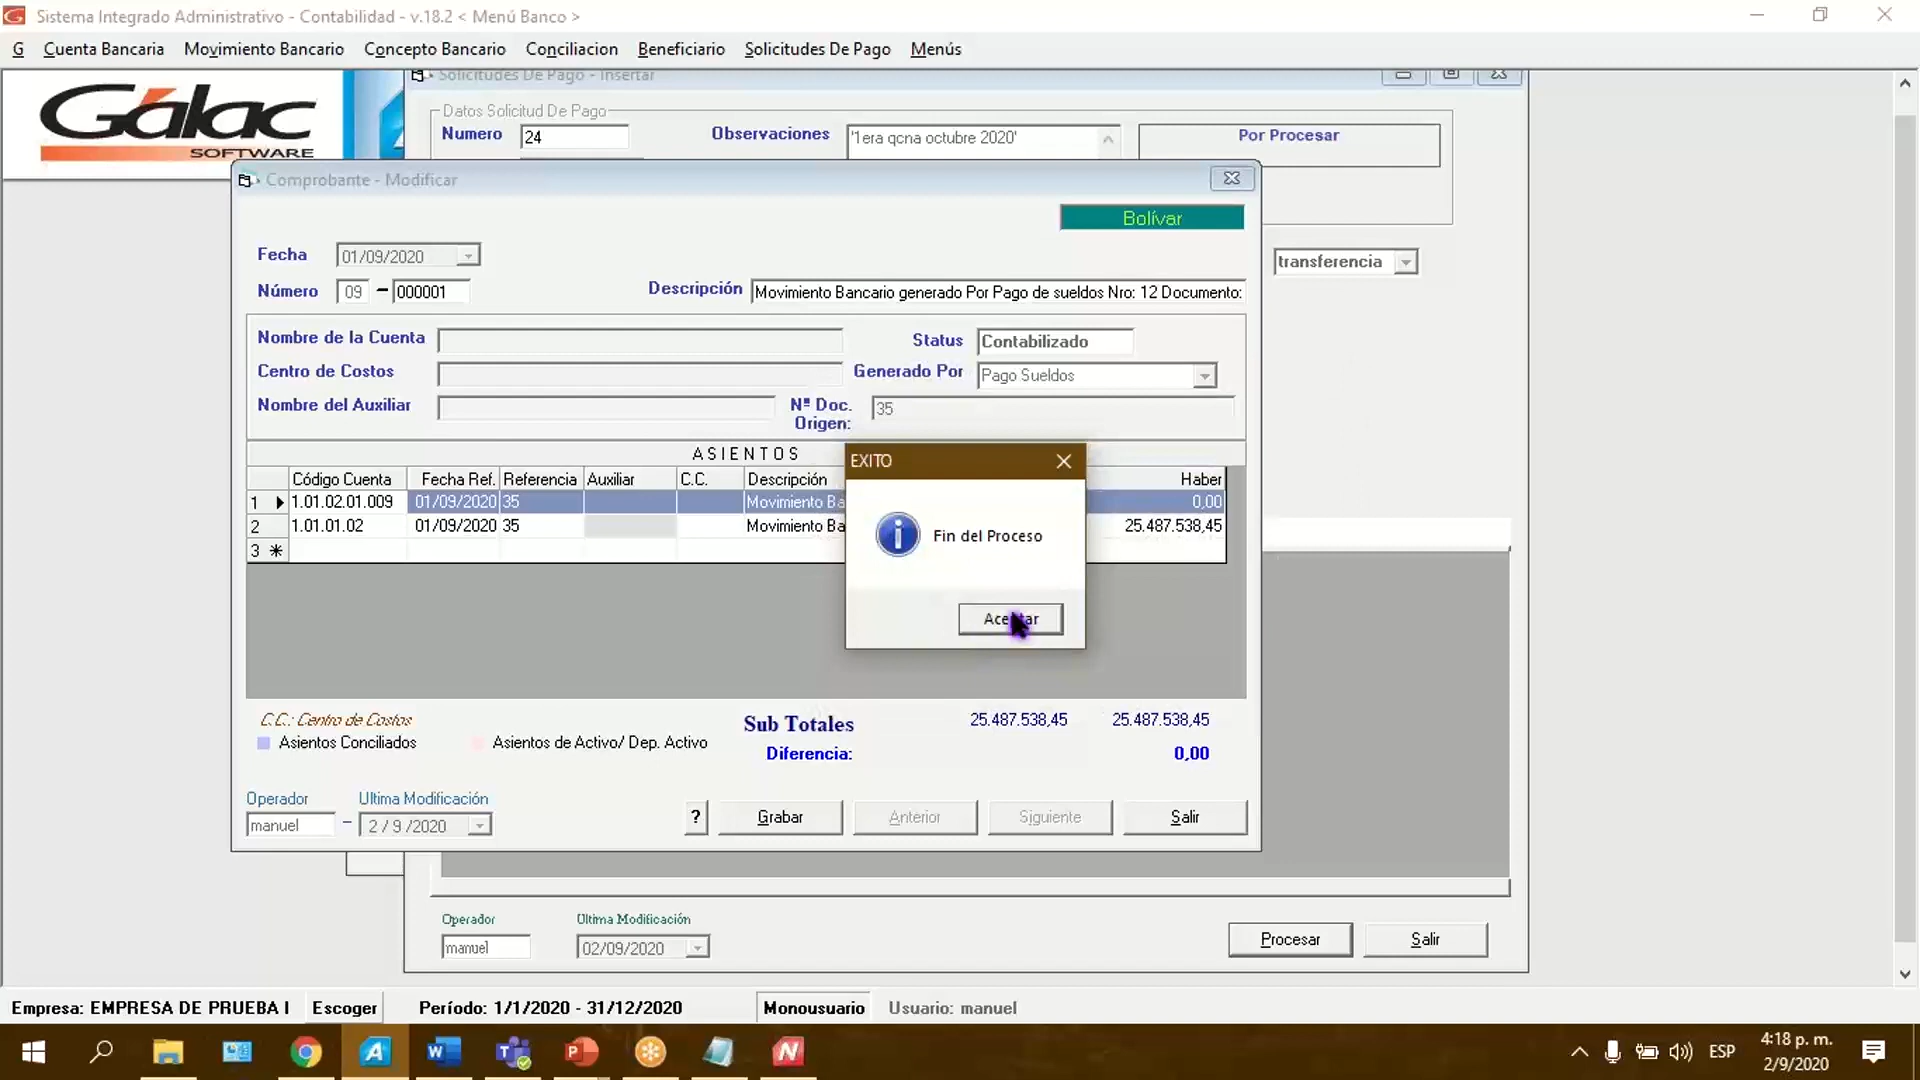 Sistema Integrado Administrativo - Contabilidad - v.18.2 < Menú Banco >
G Cuenta Bancaria Movimiento Bancario Concepto Bancario Conciliacion Beneficiario Solicitudes De Pago Menús
Gálac
SOFTWARE
Solicitudes De Pago - Insertar
Datos Solicitud De Pago
Numero 24 Observaciones '1era qcna octubre 2020' Por Procesar
Comprobante - Modificar
Bolívar
Fecha 01/09/2020
transferencia
Número 09 - 000001 Descripción Movimiento Bancario generado Por Pago de sueldos Nro: 12 Documento:
Nombre de la Cuenta Status Contabilizado
Centro de Costos Generado Por Pago Sueldos
Nombre del Auxiliar Nº Doc. Origen: 35
ASIENTOS
EXITO
Código Cuenta Fecha Ref. Referencia Auxiliar C.C. Descripción Haber
1 1.01.02.01.009 01/09/2020 35 Movimiento Ba 0,00
2 1.01.01.02 01/09/2020 35 Movimiento Ba 25.487.538,45
3 *
Fin del Proceso
Aceptar
C.C.: Centro de Costos Sub Totales 25.487.538,45 25.487.538,45
Asientos Conciliados Asientos de Activo/ Dep. Activo
Diferencia: 0,00
Operador Ultima Modificación
manuel - 2 / 9 /2020 ? Grabar Anterior Siguiente Salir
Operador Ultima Modificación
manuel 02/09/2020 Procesar Salir
Empresa: EMPRESA DE PRUEBA I Escoger Período: 1/1/2020 - 31/12/2020 Monousuario Usuario: manuel
ESP 4:18 p. m.
2/9/2020